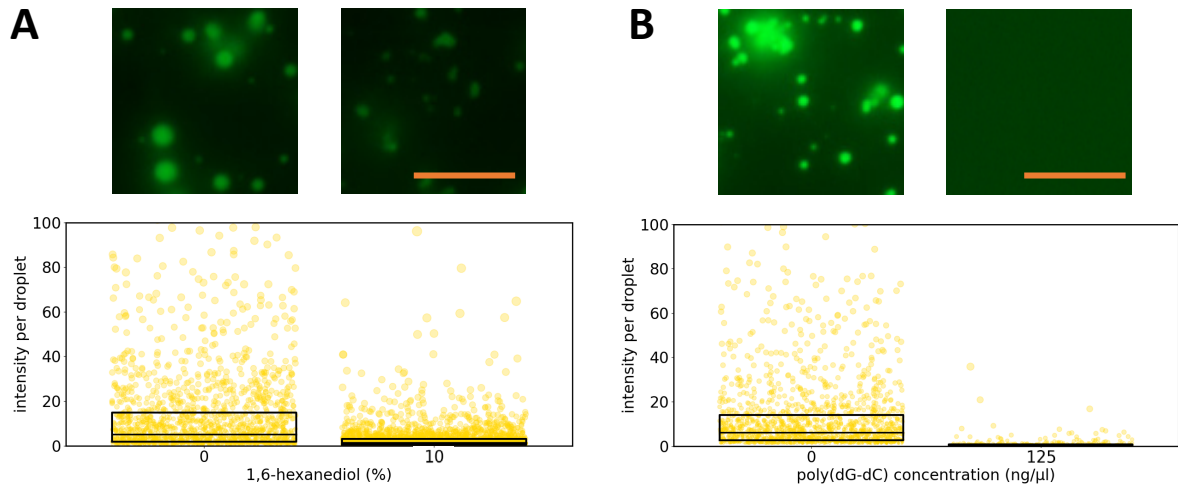 A
B
100
80
60
40
20
0
intensity per droplet
0
10
1,6-hexanediol (%)
100
80
60
40
20
0
intensity per droplet
0
125
poly(dG-dC) concentration (ng/µl)